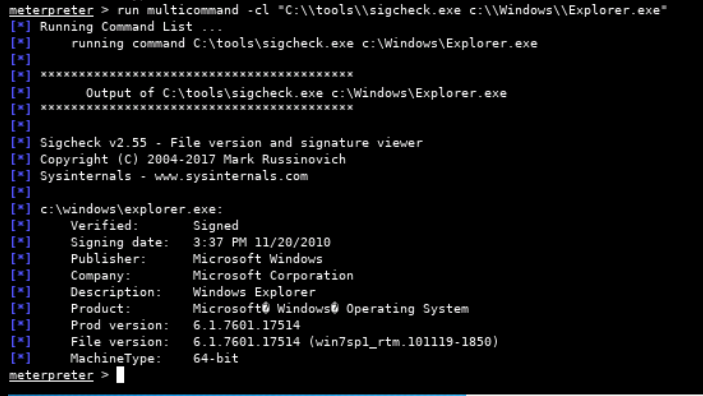 meterpreter > run multicommand -cl "C:\\tools\\sigcheck.exe c:\\Windows\\Explorer.exe"
[*] Running Command List ...
[*]     running command C:\tools\sigcheck.exe c:\Windows\Explorer.exe
[*]
[*] *****************************************
[*]       Output of C:\tools\sigcheck.exe c:\Windows\Explorer.exe
[*] *****************************************
[*]
[*] Sigcheck v2.55 - File version and signature viewer
[*] Copyright (C) 2004-2017 Mark Russinovich
[*] Sysinternals - www.sysinternals.com
[*]
[*] c:\windows\explorer.exe:
[*]     Verified:       Signed
[*]     Signing date:   3:37 PM 11/20/2010
[*]     Publisher:      Microsoft Windows
[*]     Company:        Microsoft Corporation
[*]     Description:    Windows Explorer
[*]     Product:        Microsoft� Windows� Operating System
[*]     Prod version:   6.1.7601.17514
[*]     File version:   6.1.7601.17514 (win7sp1_rtm.101119-1850)
[*]     MachineType:    64-bit
meterpreter >